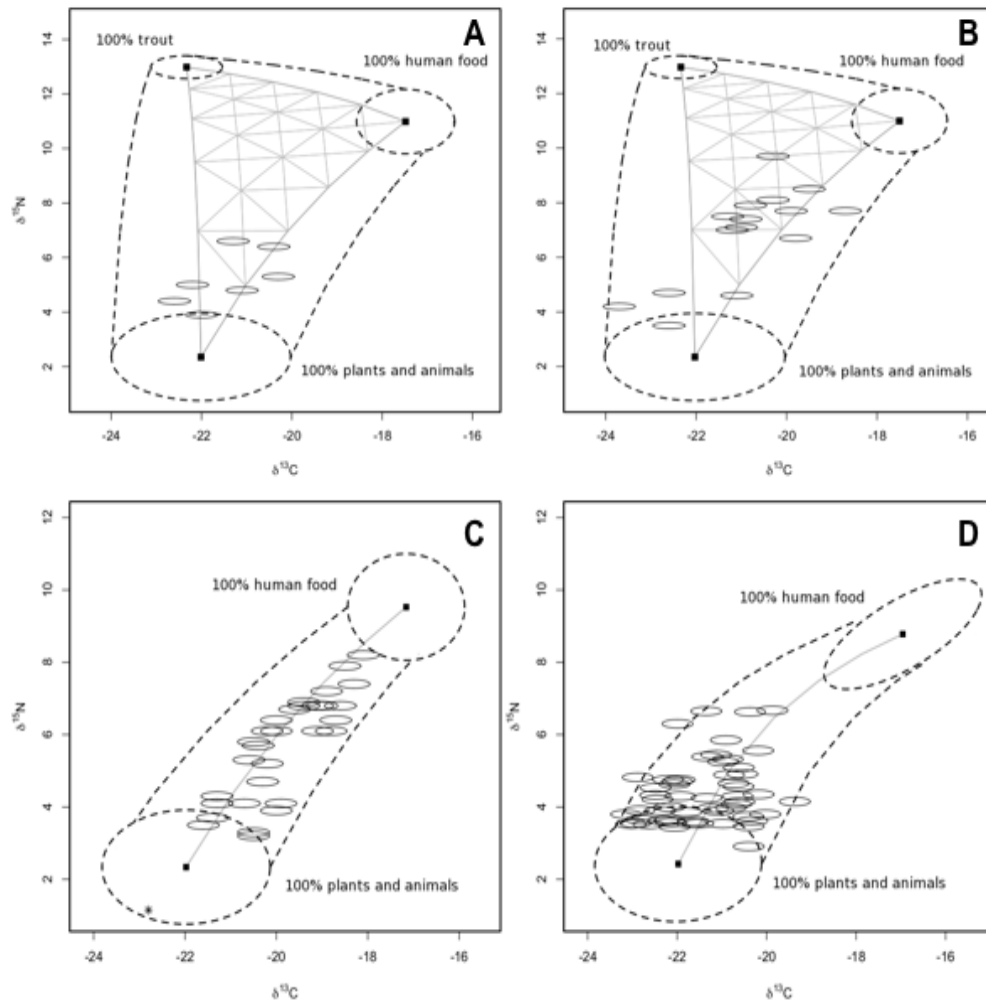 A
100% trout
100% human food
100% plants and animals
14
12
10
8
6
4
2
δ15N
-24
-22
-20
-18
-16
δ13C
B
100% trout
100% human food
100% plants and animals
14
12
10
8
6
4
2
δ15N
-24
-22
-20
-18
-16
δ13C
C
100% human food
100% plants and animals
12
10
8
6
4
2
δ15N
-24
-22
-20
-18
-16
δ13C
D
100% human food
100% plants and animals
12
10
8
6
4
2
δ15N
-24
-22
-20
-18
-16
δ13C